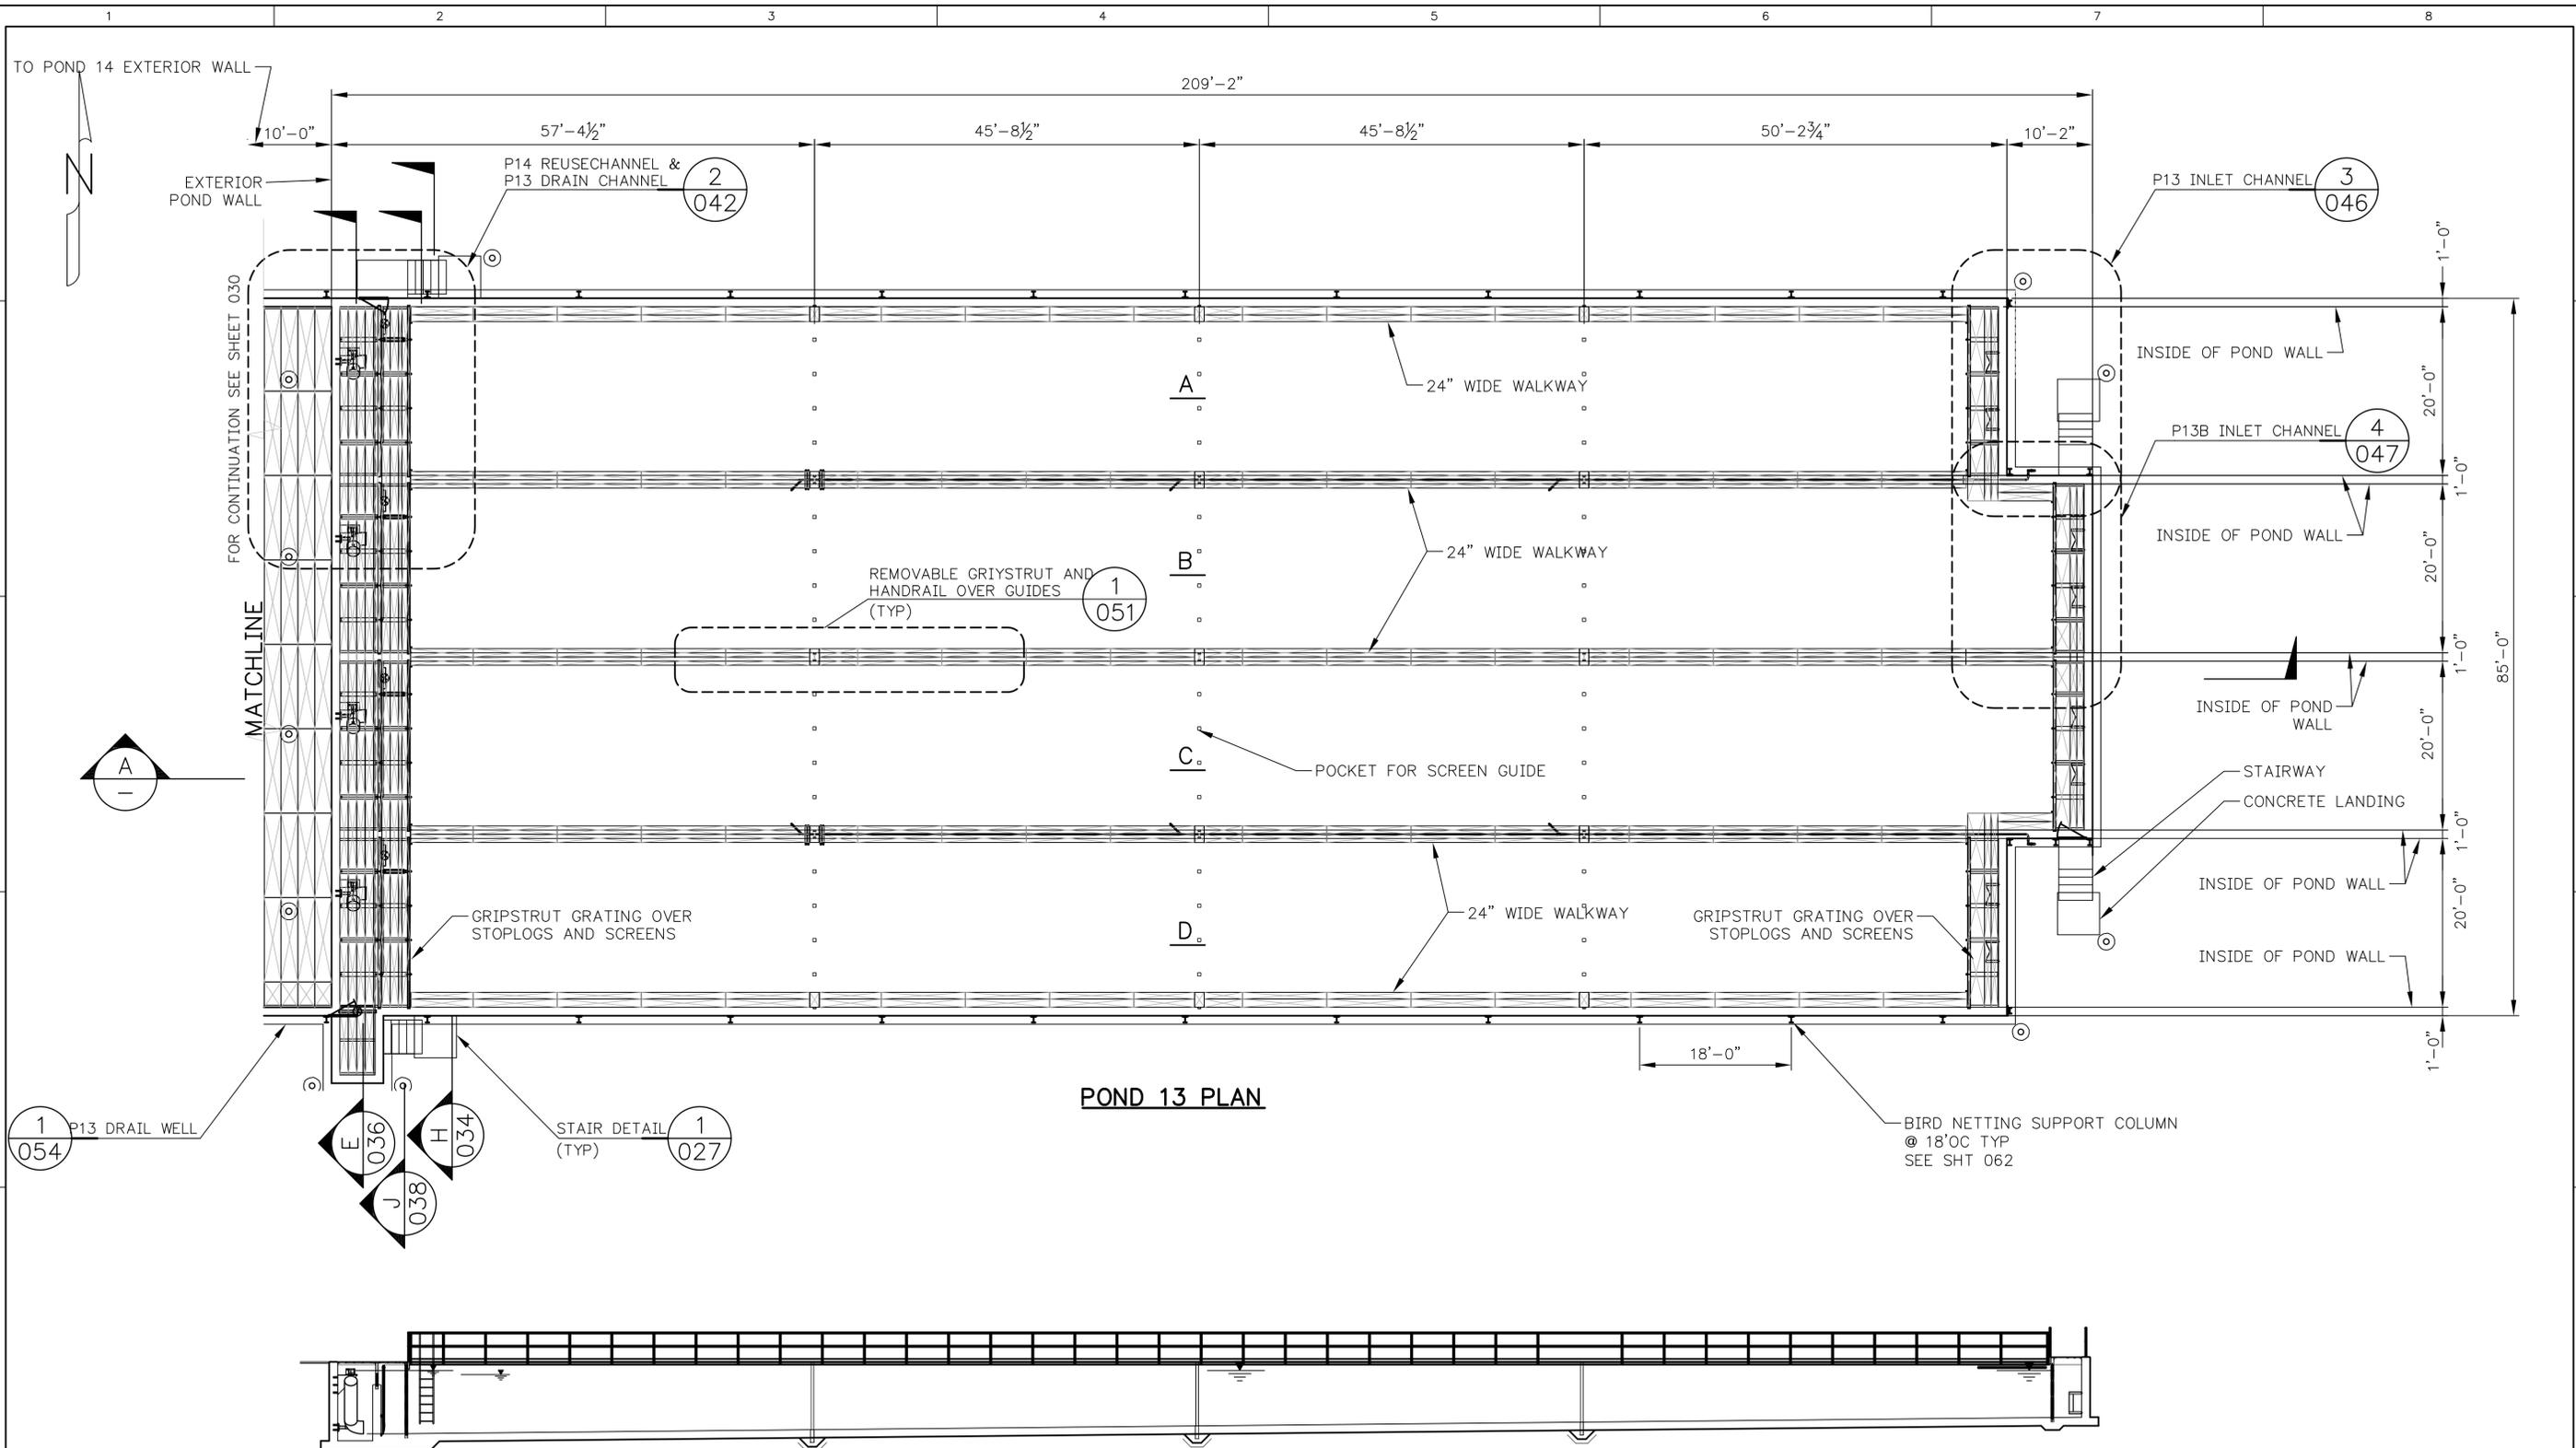 1 2 3 4 5 6 7 8
TO POND 14 EXTERIOR WALL
209'-2"
10'-0" 57'-4½" 45'-8½" 45'-8½" 50'-2¾" 10'-2"
N
EXTERIOR
POND WALL
P14 REUSECHANNEL &
P13 DRAIN CHANNEL
2
042
P13 INLET CHANNEL
3
046
1'-0"
INSIDE OF POND WALL
20'-0"
FOR CONTINUATION SEE SHEET 030
A
24" WIDE WALKWAY
P13B INLET CHANNEL
4
047
1'-0"
INSIDE OF POND WALL
20'-0"
24" WIDE WALKWAY
B
REMOVABLE GRIYSTRUT AND
HANDRAIL OVER GUIDES
(TYP)
1
051
MATCHLINE
1'-0"
85'-0"
INSIDE OF POND
WALL
20'-0"
A
–
C
POCKET FOR SCREEN GUIDE
STAIRWAY
CONCRETE LANDING
1'-0"
INSIDE OF POND WALL
20'-0"
GRIPSTRUT GRATING OVER
STOPLOGS AND SCREENS
D
24" WIDE WALKWAY
GRIPSTRUT GRATING OVER
STOPLOGS AND SCREENS
INSIDE OF POND WALL
1'-0"
18'-0"
POND 13 PLAN
1
054
P13 DRAIL WELL
E
036
H
034
J
038
STAIR DETAIL
(TYP)
1
027
BIRD NETTING SUPPORT COLUMN
@ 18'OC TYP
SEE SHT 062